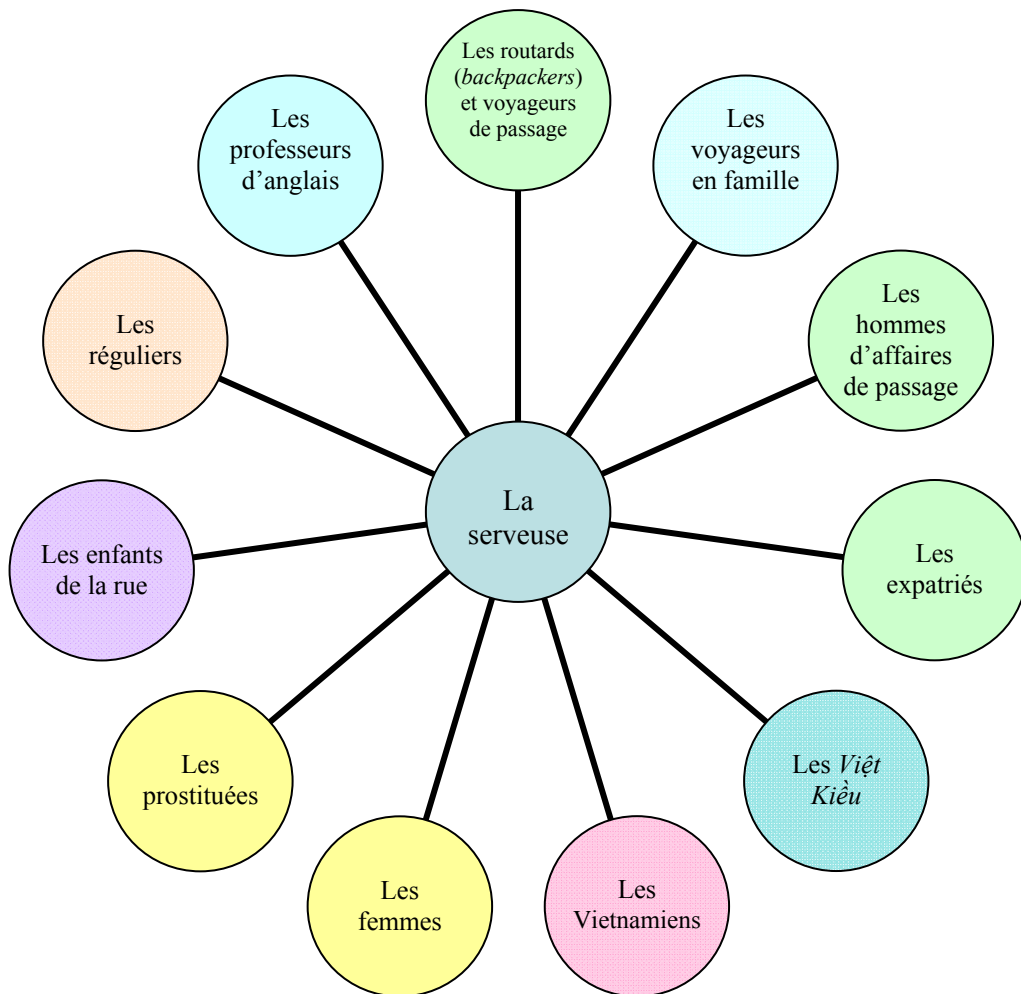 Les routards
(backpackers)
et voyageurs
de passage
Les
professeurs
d’anglais
Les
voyageurs
en famille
Les
réguliers
Les
hommes
d’affaires
de passage
La
serveuse
Les enfants
de la rue
Les
expatriés
Les
prostituées
Les Việt
Kiều
Les
femmes
Les
Vietnamiens